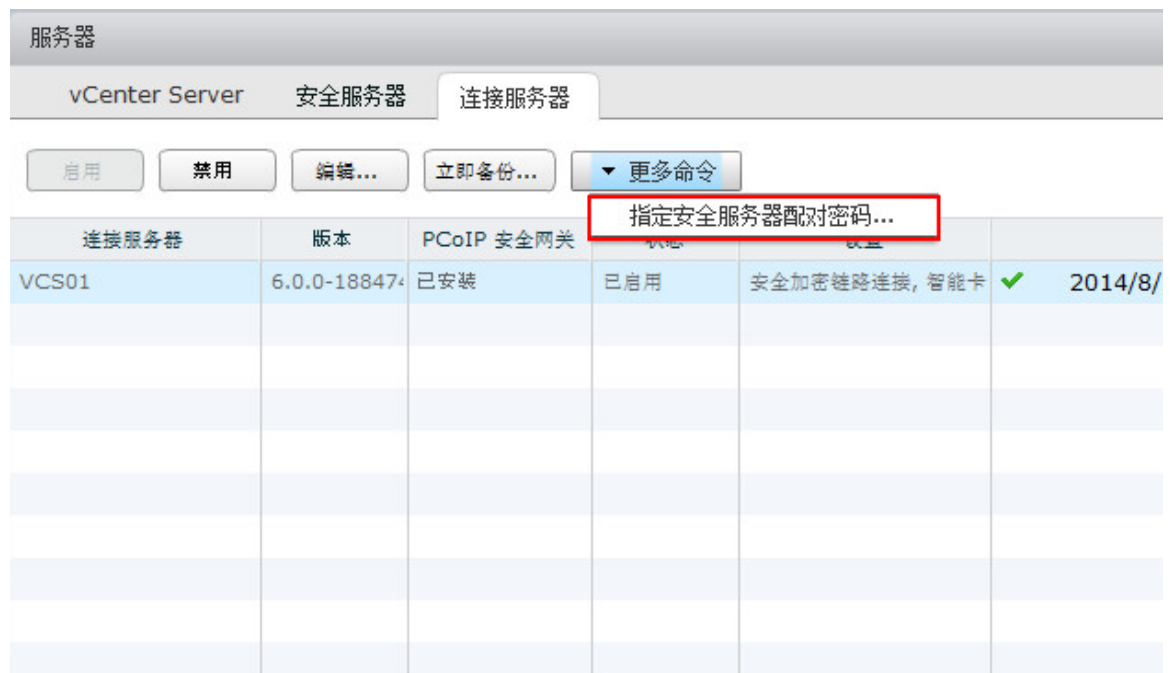 服务器
vCenter Server 安全服务器 连接服务器
启用 禁用 编辑... 立即备份... 更多命令
指定安全服务器配对密码...
连接服务器 版本 PCoIP 安全网关
VCS01 6.0.0-188474 已安装 已启用 安全加密链路连接, 智能卡 2014/8/